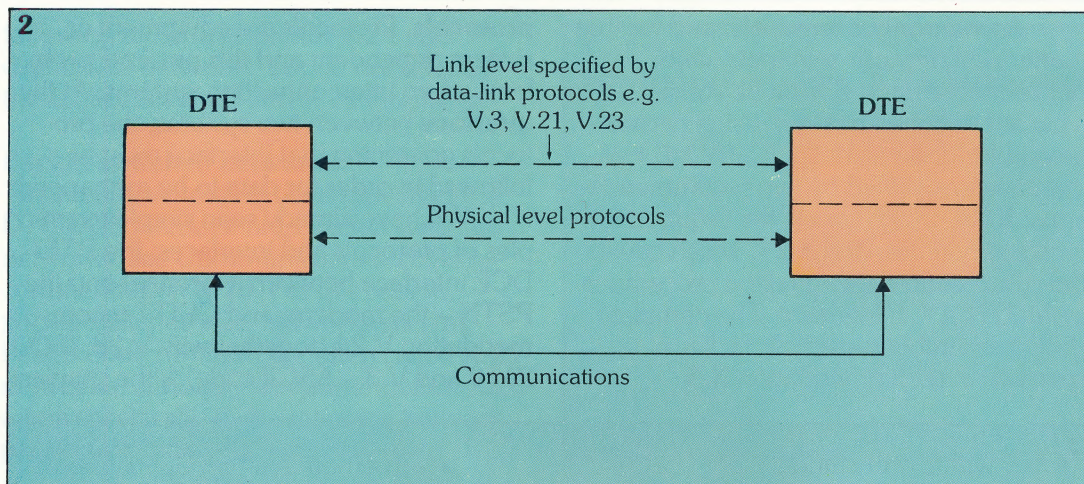 2
Link level specified by
data-link protocols e.g.
V.3, V.21, V.23
DTE
DTE
Physical level protocols
Communications